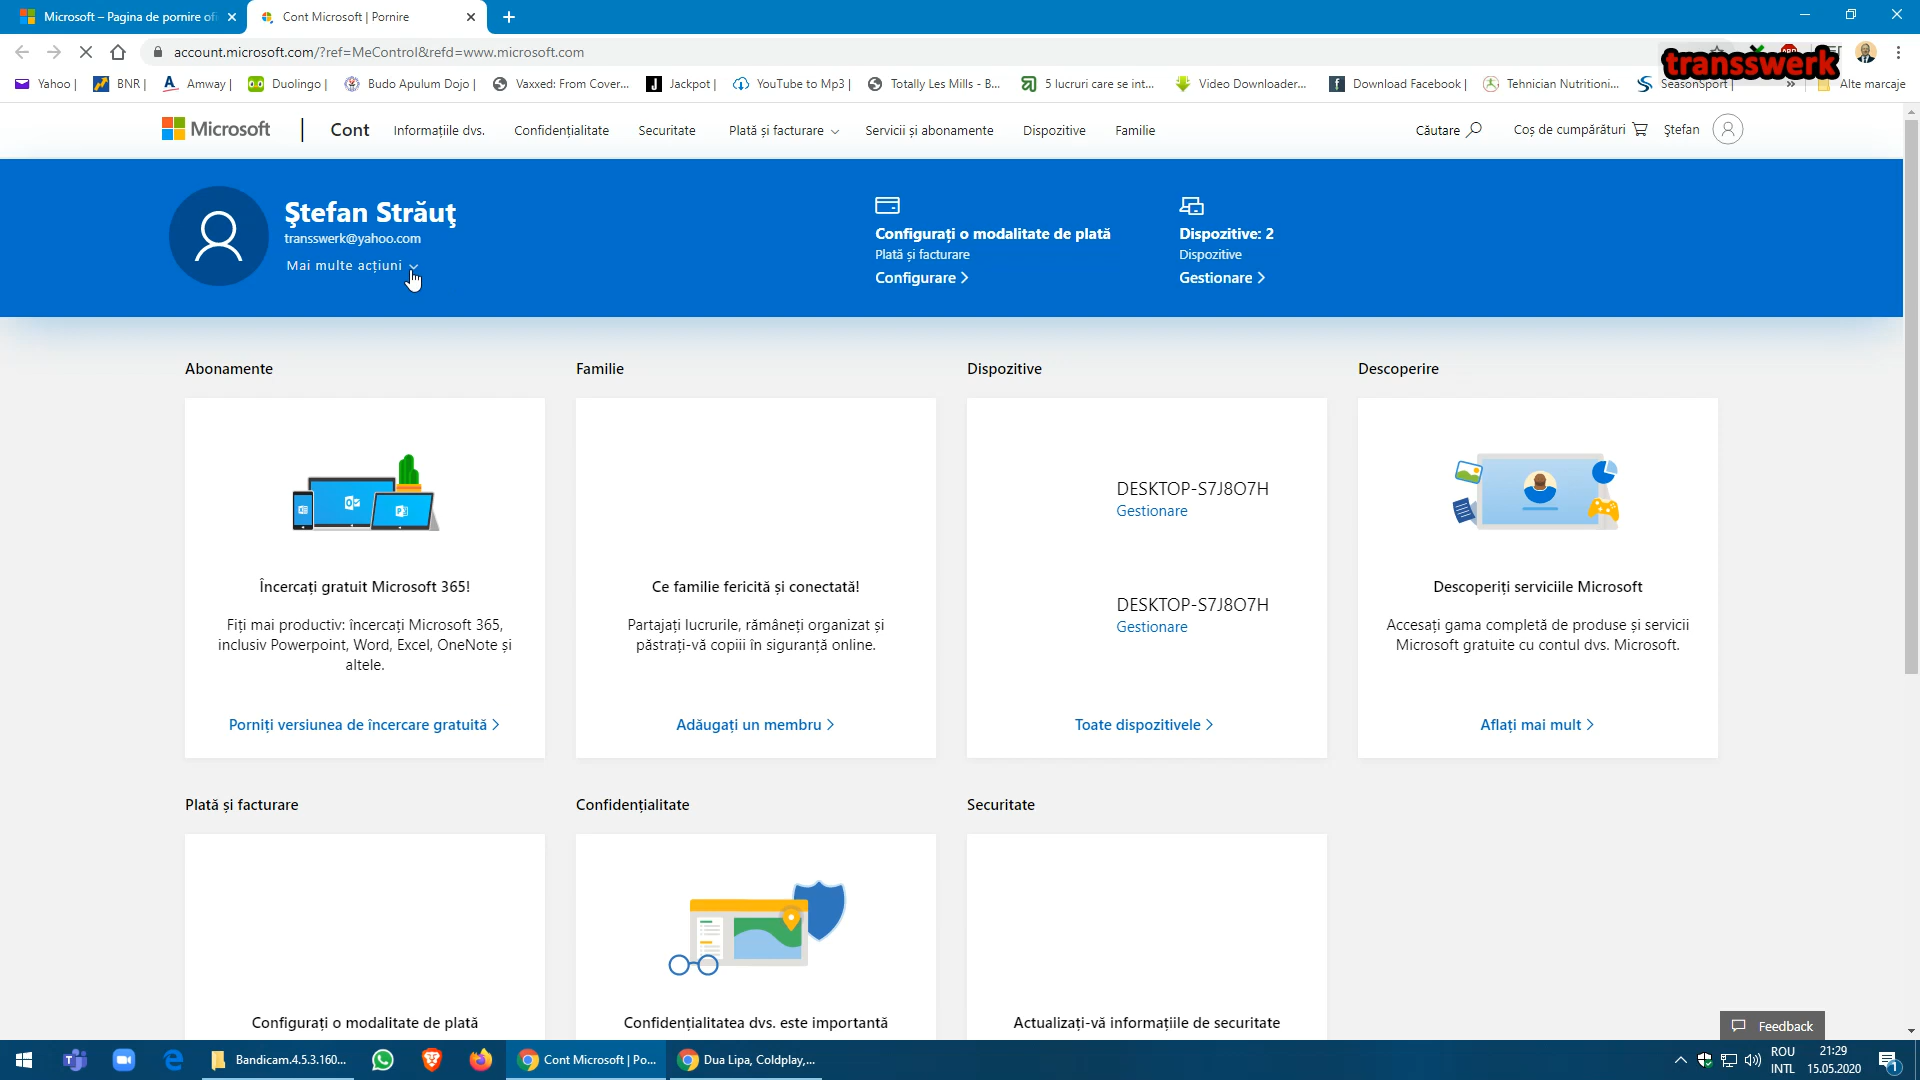 Microsoft – Pagina de pornire ofi
Cont Microsoft | Pornire
account.microsoft.com/?ref=MeControl&refd=www.microsoft.com
transswerk
Yahoo |
BNR |
Amway |
Duolingo |
Budo Apulum Dojo |
Vaxxed: From Cover...
Jackpot |
YouTube to Mp3 |
Totally Les Mills - B...
5 lucruri care se int...
Video Downloader...
Download Facebook |
Tehnician Nutritioni...
SeasonSport |
»
Alte marcaje
Microsoft
Cont
Informațiile dvs.
Confidențialitate
Securitate
Plată și facturare
Servicii și abonamente
Dispozitive
Familie
Căutare
Coș de cumpărături
Ştefan
Ştefan Străuţ
transswerk@yahoo.com
Mai multe acțiuni
Configurați o modalitate de plată
Plată și facturare
Configurare >
Dispozitive: 2
Dispozitive
Gestionare >
Abonamente
Familie
Dispozitive
Descoperire
Încercați gratuit Microsoft 365!
Fiți mai productiv: încercați Microsoft 365,
inclusiv Powerpoint, Word, Excel, OneNote și
altele.
Porniți versiunea de încercare gratuită >
Ce familie fericită și conectată!
Partajați lucrurile, rămâneți organizat și
păstrați-vă copiii în siguranță online.
Adăugați un membru >
DESKTOP-S7J8O7H
Gestionare
DESKTOP-S7J8O7H
Gestionare
Toate dispozitivele >
Descoperiți serviciile Microsoft
Accesați gama completă de produse și servicii
Microsoft gratuite cu contul dvs. Microsoft.
Aflați mai mult >
Plată și facturare
Confidențialitate
Securitate
Configurați o modalitate de plată
Confidențialitatea dvs. este importantă
Actualizați-vă informațiile de securitate
Feedback
Bandicam.4.5.3.160...
Cont Microsoft | Po...
Dua Lipa, Coldplay,...
ROU
INTL
21:29
15.05.2020
1